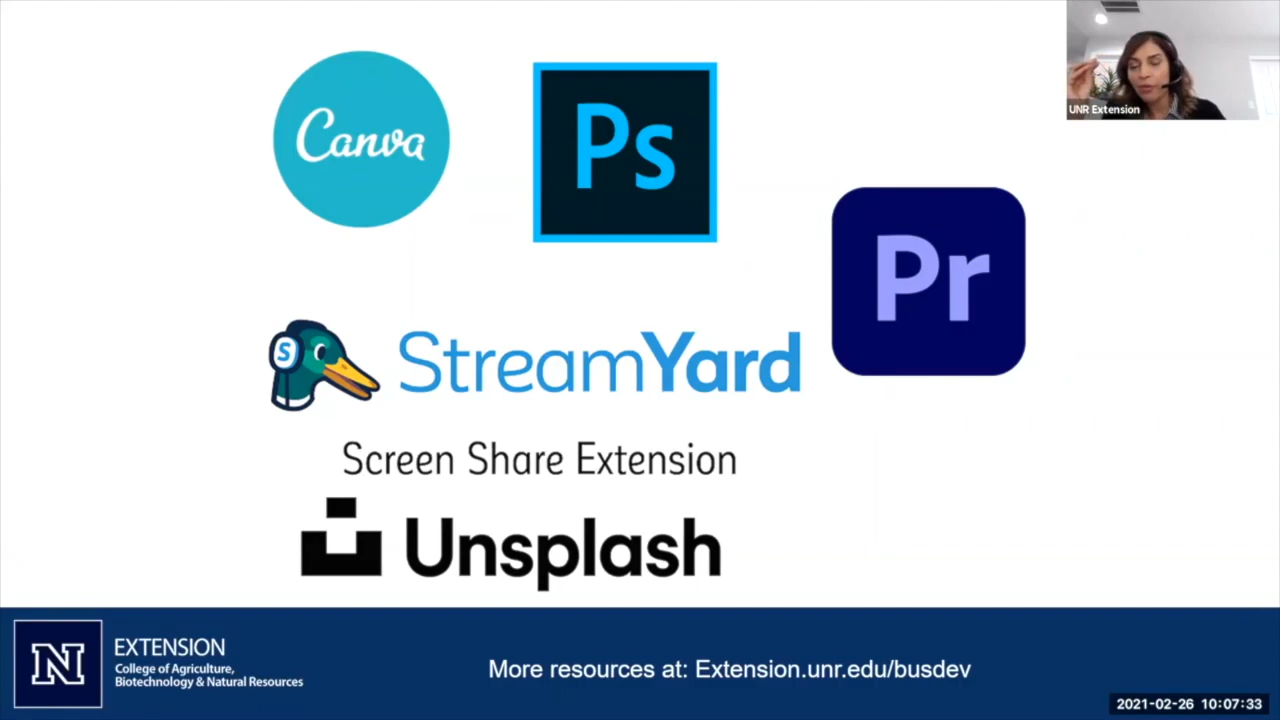 Canva
Ps
UNR Extension
Pr
S
StreamYard
Screen Share Extension
Unsplash
N
EXTENSION
College of Agriculture,
Biotechnology & Natural Resources
More resources at: Extension.unr.edu/busdev
2021-02-26 10:07:33